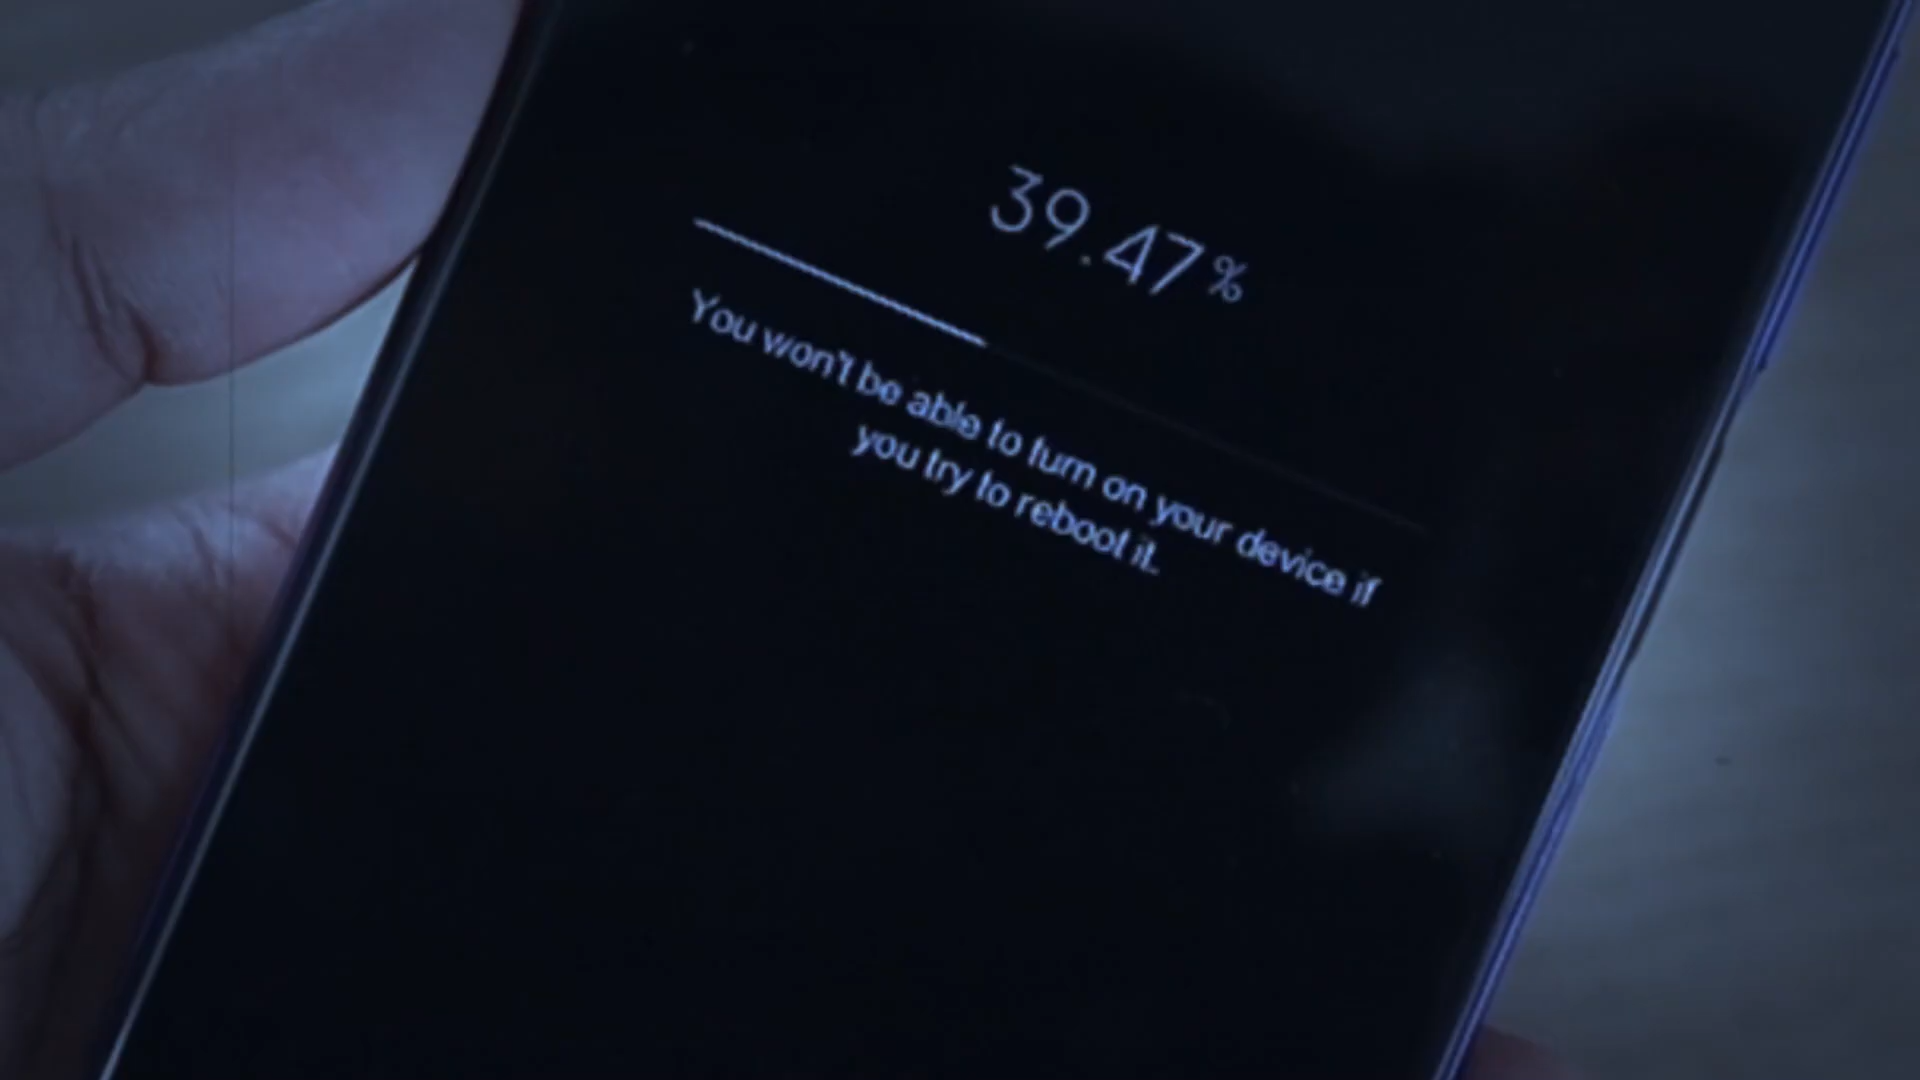 39.47%
You won't be able to turn on your device if
you try to reboot it.